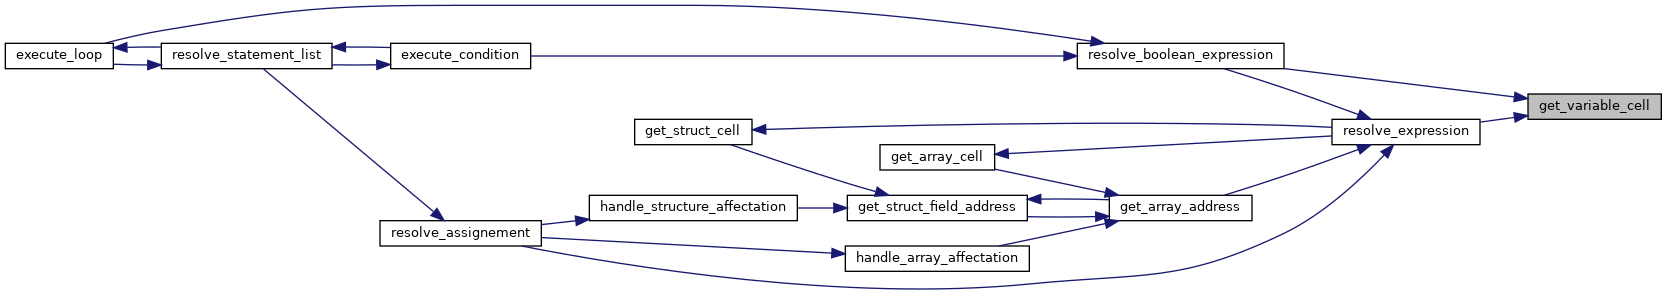 execute_loop
resolve_statement_list
execute_condition
resolve_boolean_expression
get_variable_cell
get_struct_cell
resolve_expression
get_array_cell
handle_structure_affectation
get_struct_field_address
get_array_address
resolve_assignement
handle_array_affectation